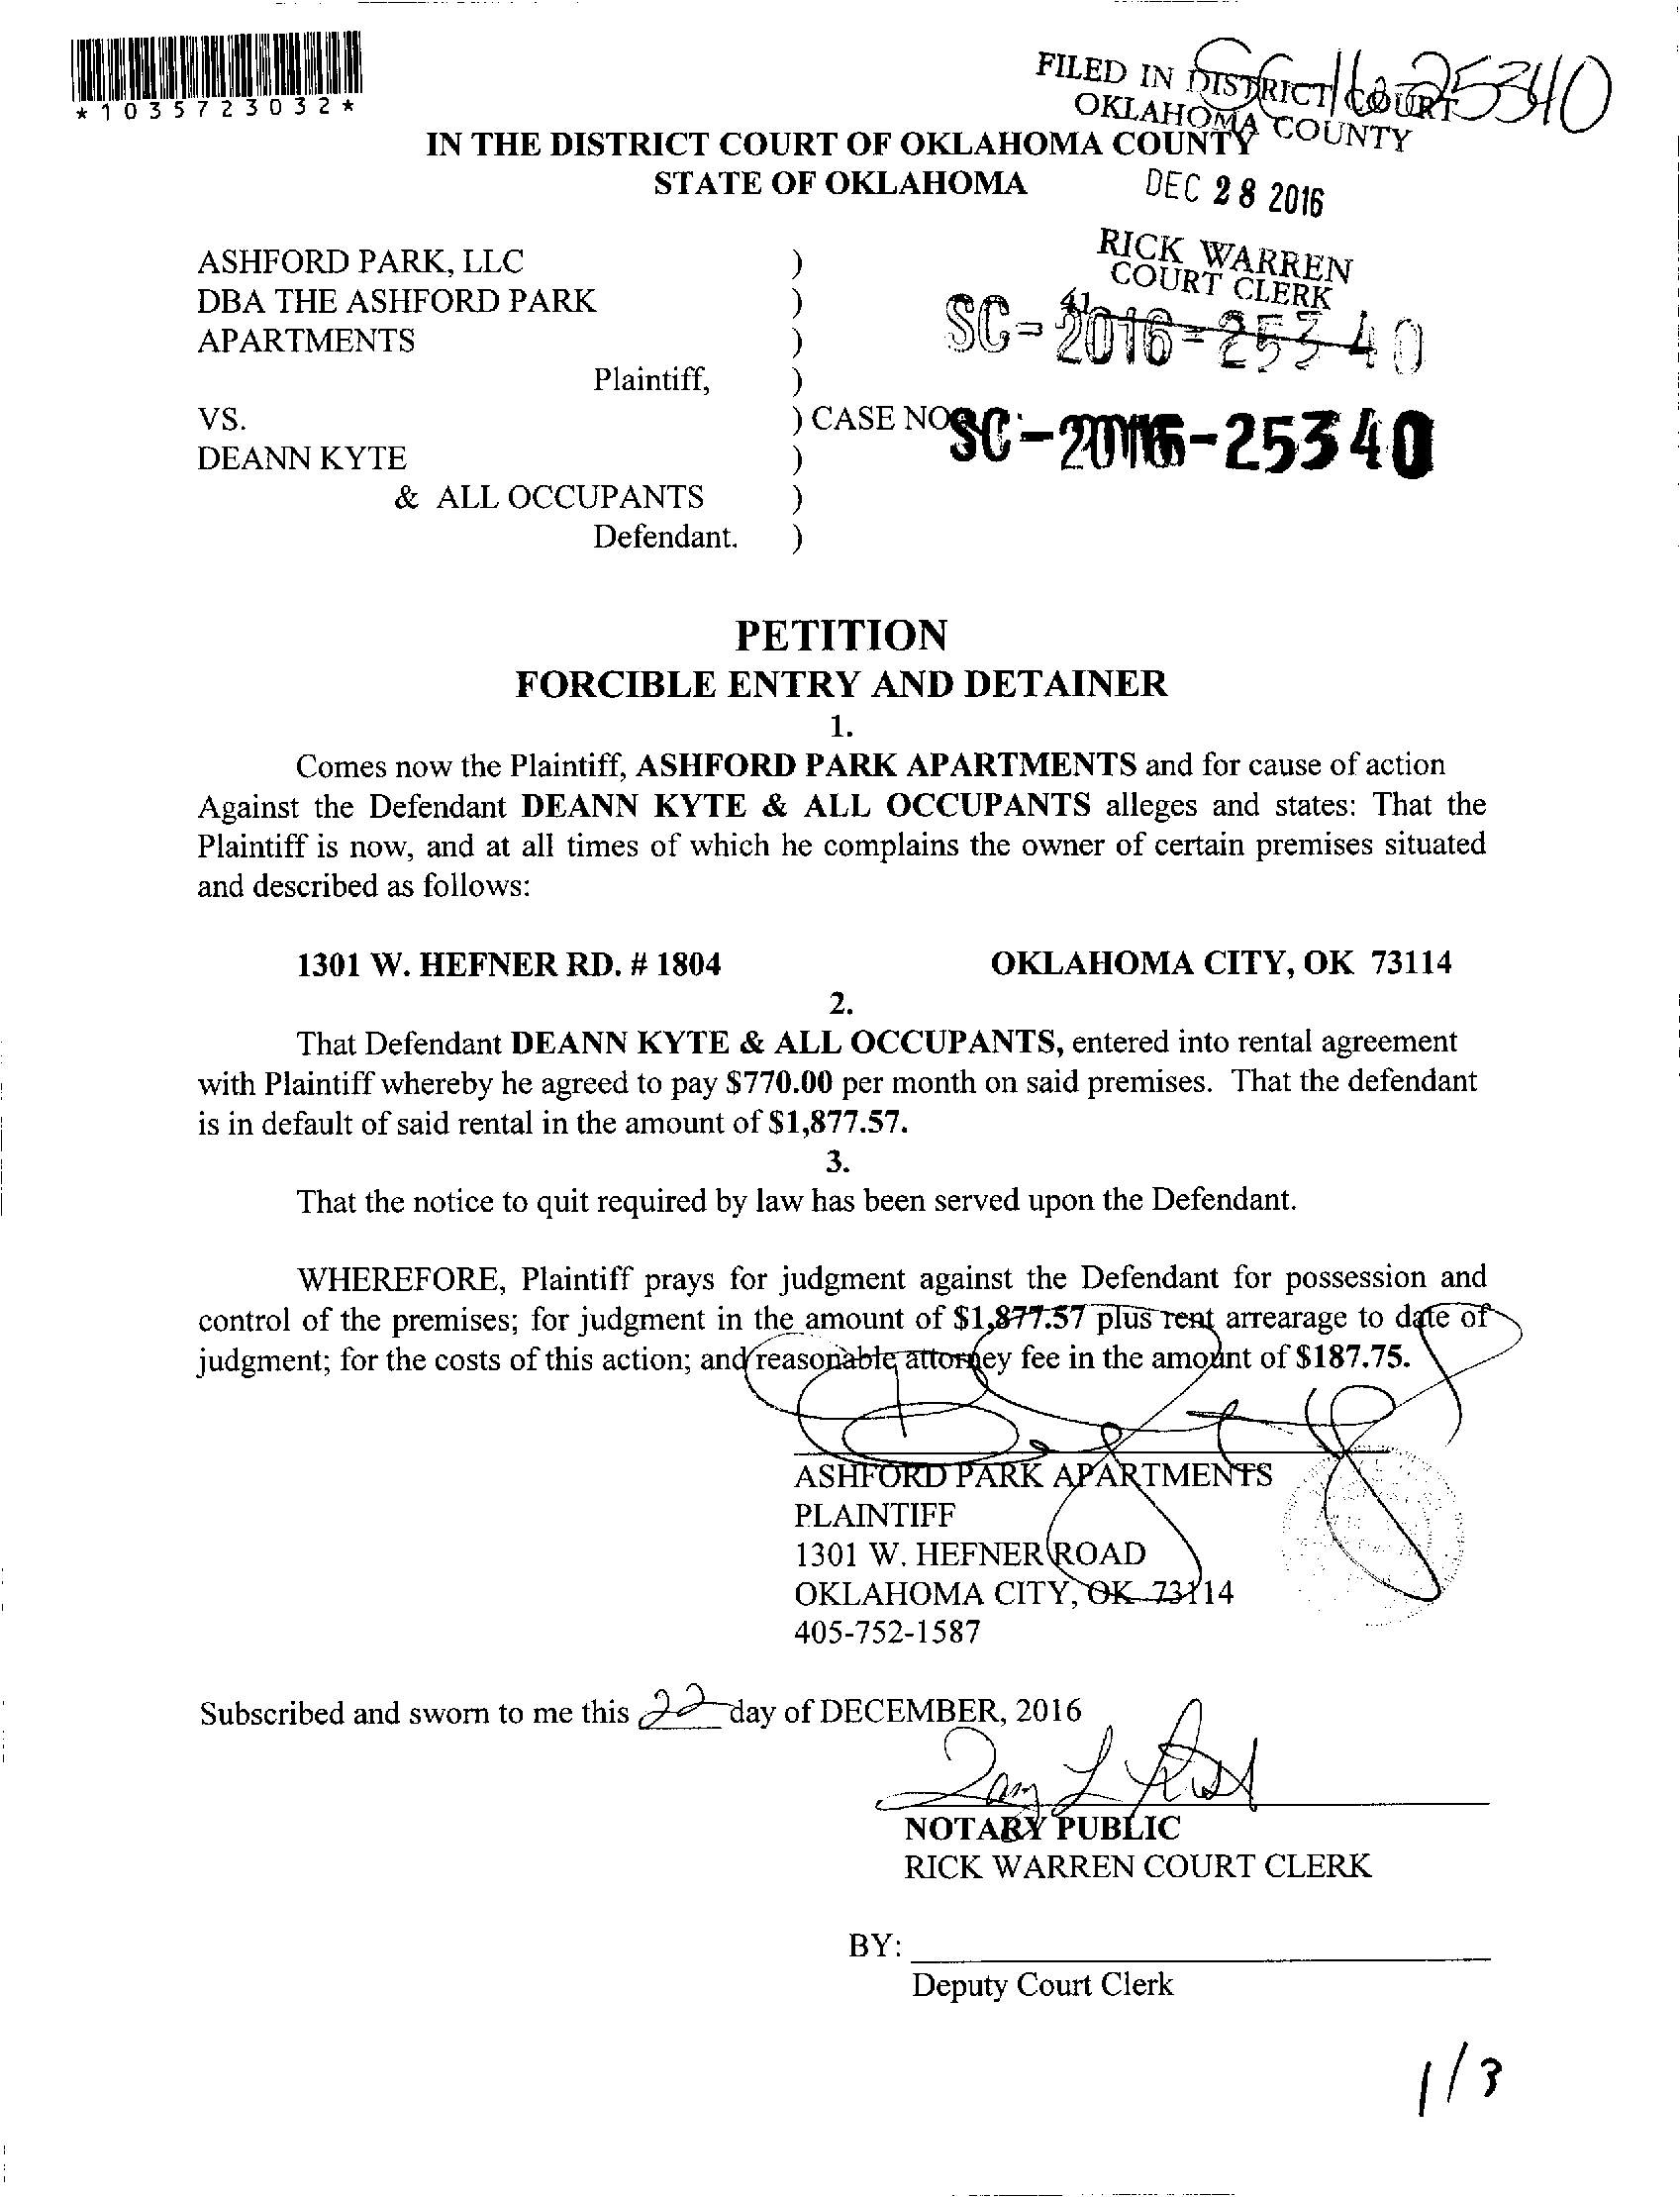 *1035723032*
SC-16-25340
FILED IN DISTRICT COURT
OKLAHOMA COUNTY
IN THE DISTRICT COURT OF OKLAHOMA COUNTY
STATE OF OKLAHOMA
DEC 28 2016
RICK WARREN
COURT CLERK
41
ASHFORD PARK, LLC )
DBA THE ASHFORD PARK )
APARTMENTS )
SC-2016-25340
Plaintiff, )
VS. ) CASE NO SC-2016-25340
DEANN KYTE )
& ALL OCCUPANTS )
Defendant. )
PETITION
FORCIBLE ENTRY AND DETAINER
1.
Comes now the Plaintiff, ASHFORD PARK APARTMENTS and for cause of action
Against the Defendant DEANN KYTE & ALL OCCUPANTS alleges and states: That the
Plaintiff is now, and at all times of which he complains the owner of certain premises situated
and described as follows:
1301 W. HEFNER RD. # 1804 OKLAHOMA CITY, OK 73114
2.
That Defendant DEANN KYTE & ALL OCCUPANTS, entered into rental agreement
with Plaintiff whereby he agreed to pay $770.00 per month on said premises. That the defendant
is in default of said rental in the amount of $1,877.57.
3.
That the notice to quit required by law has been served upon the Defendant.
WHEREFORE, Plaintiff prays for judgment against the Defendant for possession and
control of the premises; for judgment in the amount of $1,877.57 plus rent arrearage to date of
judgment; for the costs of this action; and reasonable attorney fee in the amount of $187.75.
ASHFORD PARK APARTMENTS
PLAINTIFF
1301 W. HEFNER ROAD
OKLAHOMA CITY, OK 73114
405-752-1587
Subscribed and sworn to me this 22 day of DECEMBER, 2016
NOTARY PUBLIC
RICK WARREN COURT CLERK
BY:
Deputy Court Clerk
1/3